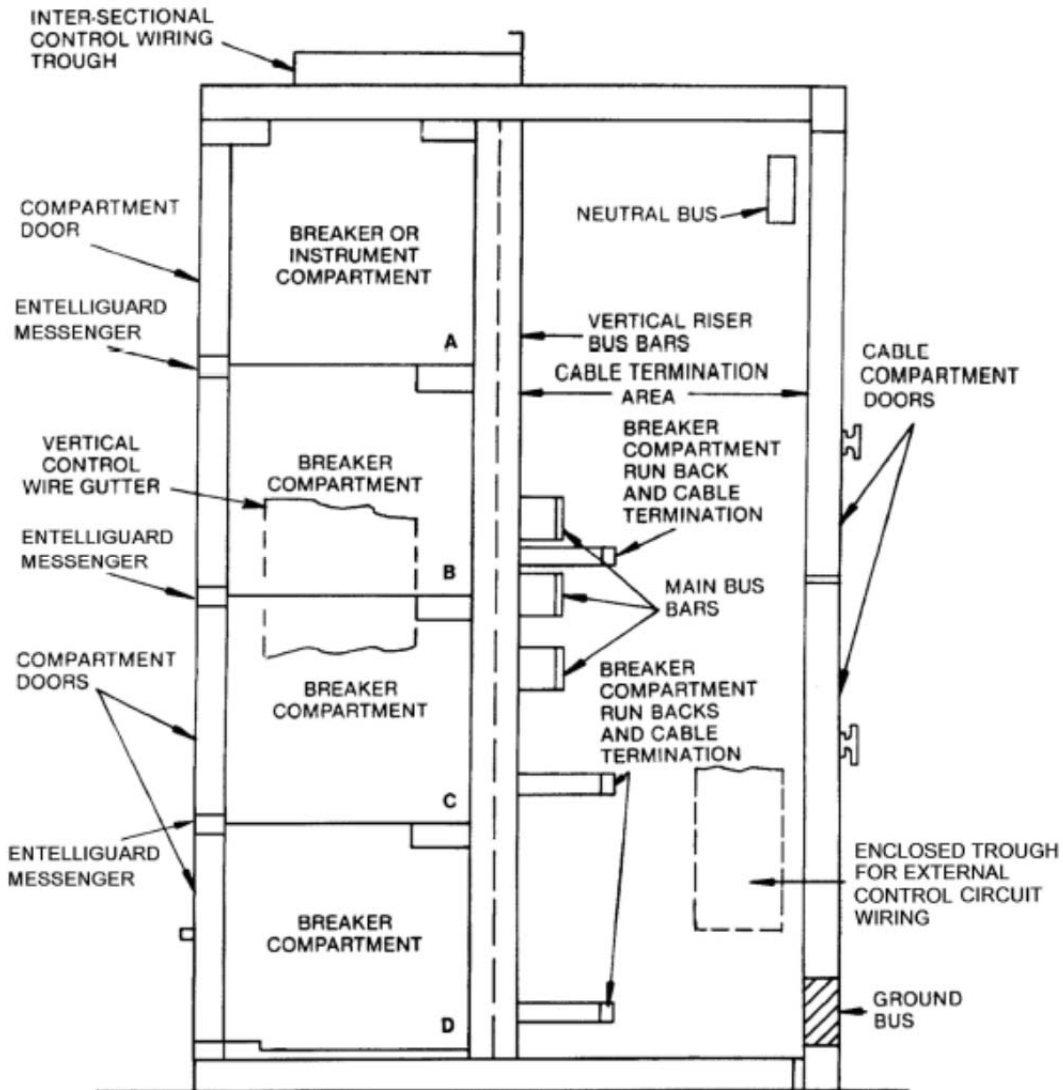 INTER-SECTIONAL
CONTROL WIRING
TROUGH
COMPARTMENT
DOOR
ENTELLIGUARD
MESSENGER
VERTICAL
CONTROL
WIRE GUTTER
ENTELLIGUARD
MESSENGER
COMPARTMENT
DOORS
ENTELLIGUARD
MESSENGER
BREAKER OR
INSTRUMENT
COMPARTMENT
A
BREAKER
COMPARTMENT
B
BREAKER
COMPARTMENT
C
BREAKER
COMPARTMENT
D
NEUTRAL BUS
VERTICAL RISER
BUS BARS
CABLE TERMINATION
AREA
BREAKER
COMPARTMENT
RUN BACK
AND CABLE
TERMINATION
MAIN BUS
BARS
BREAKER
COMPARTMENT
RUN BACKS
AND CABLE
TERMINATION
CABLE
COMPARTMENT
DOORS
ENCLOSED TROUGH
FOR EXTERNAL
CONTROL CIRCUIT
WIRING
GROUND
BUS